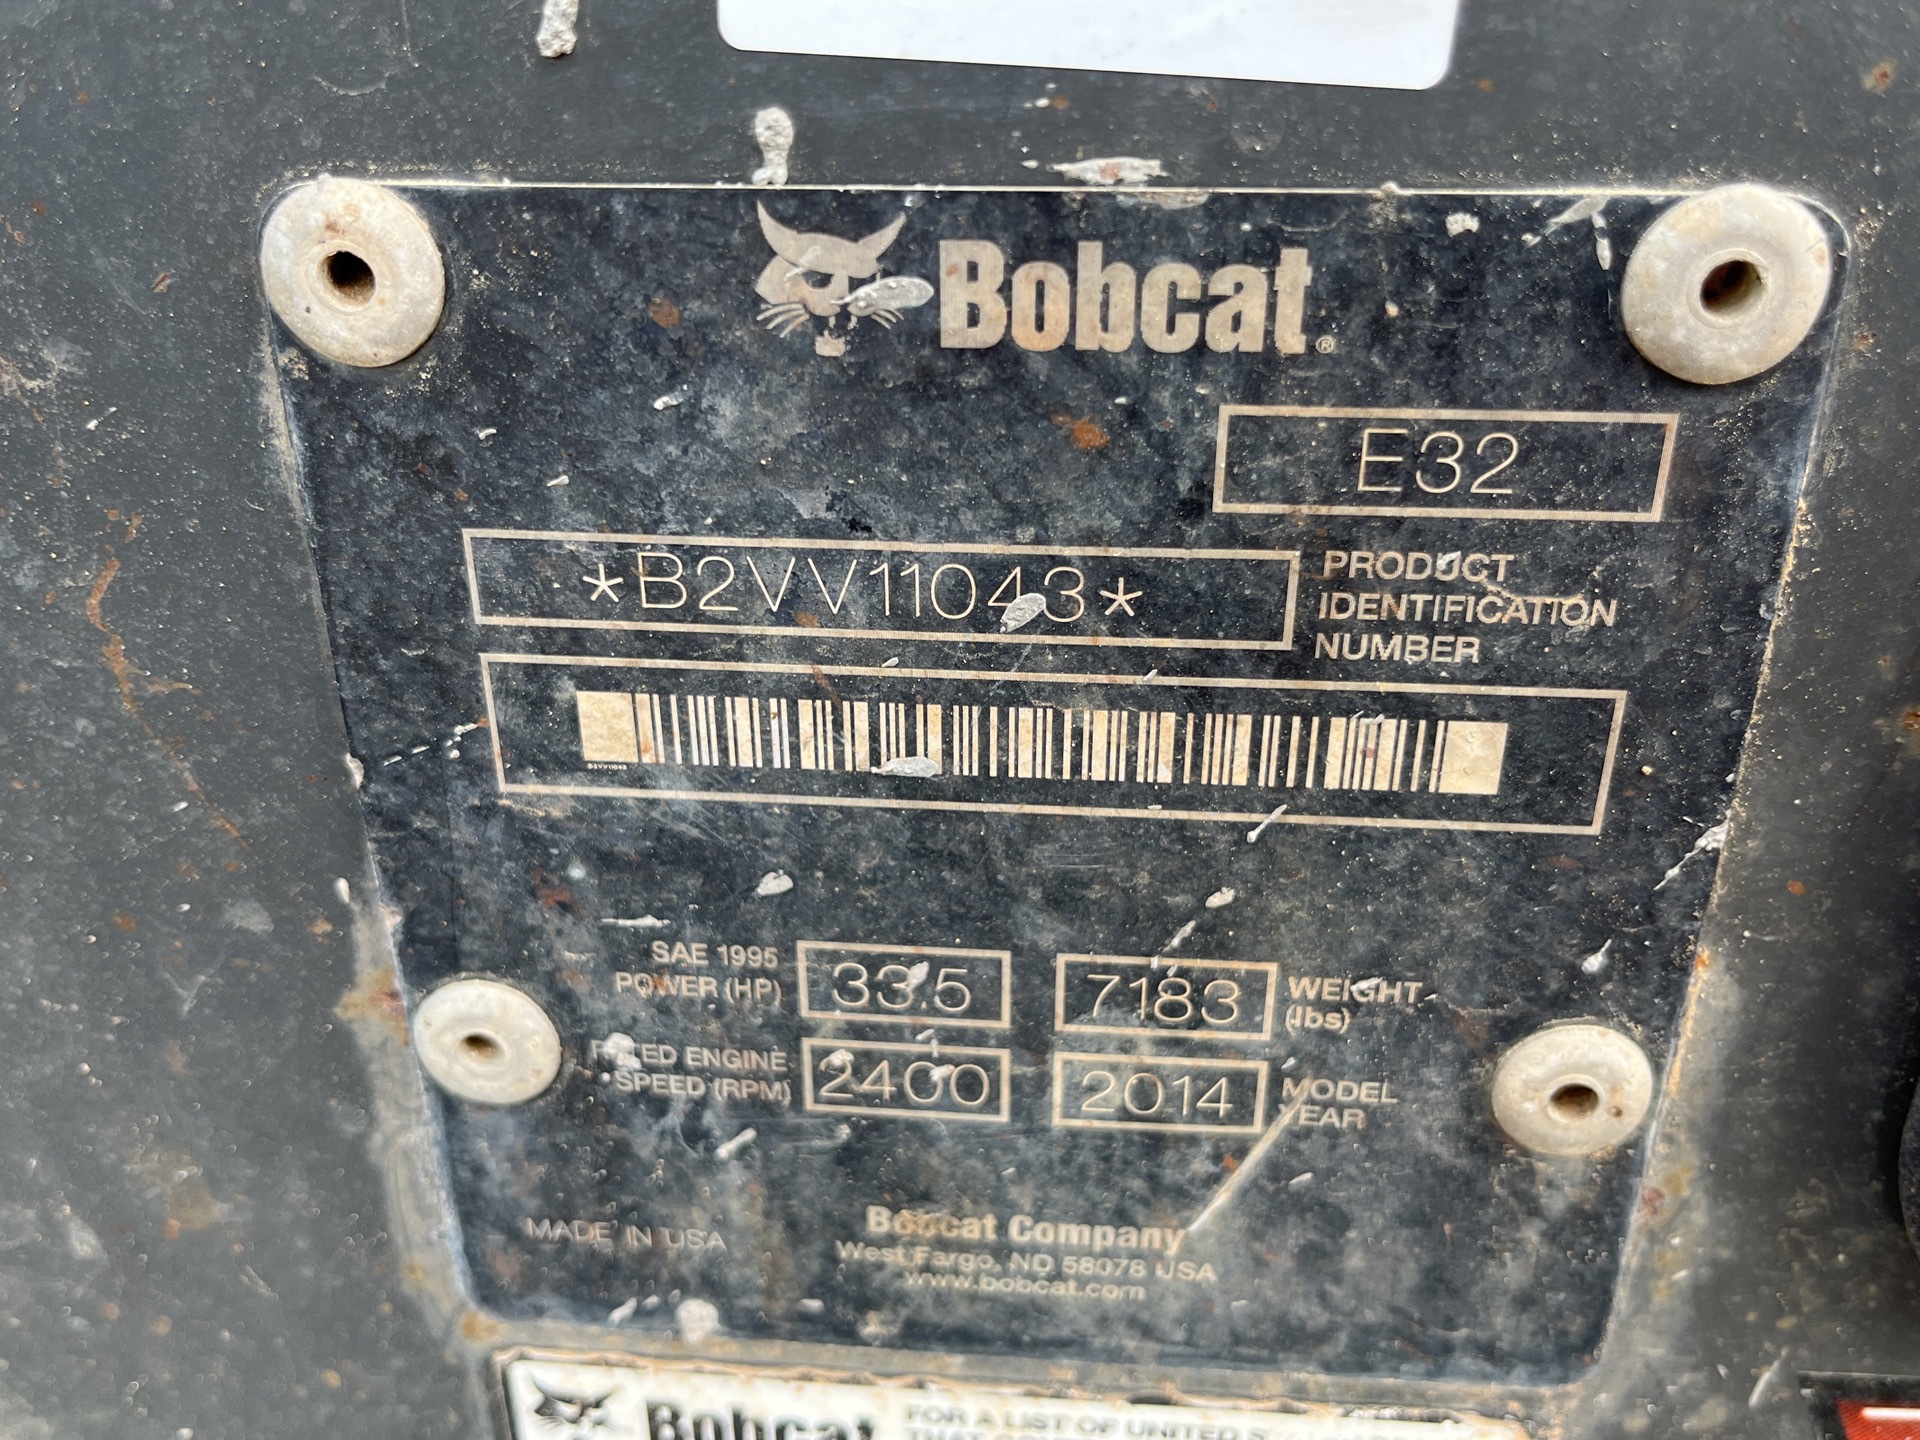 Bobcat®
E32
*B2VV11043*
PRODUCT
IDENTIFICATION
NUMBER
B2VV11043
SAE 1995
POWER (HP)
33.5
7183
WEIGHT
(lbs)
RATED ENGINE
SPEED (RPM)
2400
2014
MODEL
YEAR
MADE IN USA
Bobcat Company
West Fargo, ND 58078 USA
www.bobcat.com
Bobcat
FOR A LIST OF UNITED